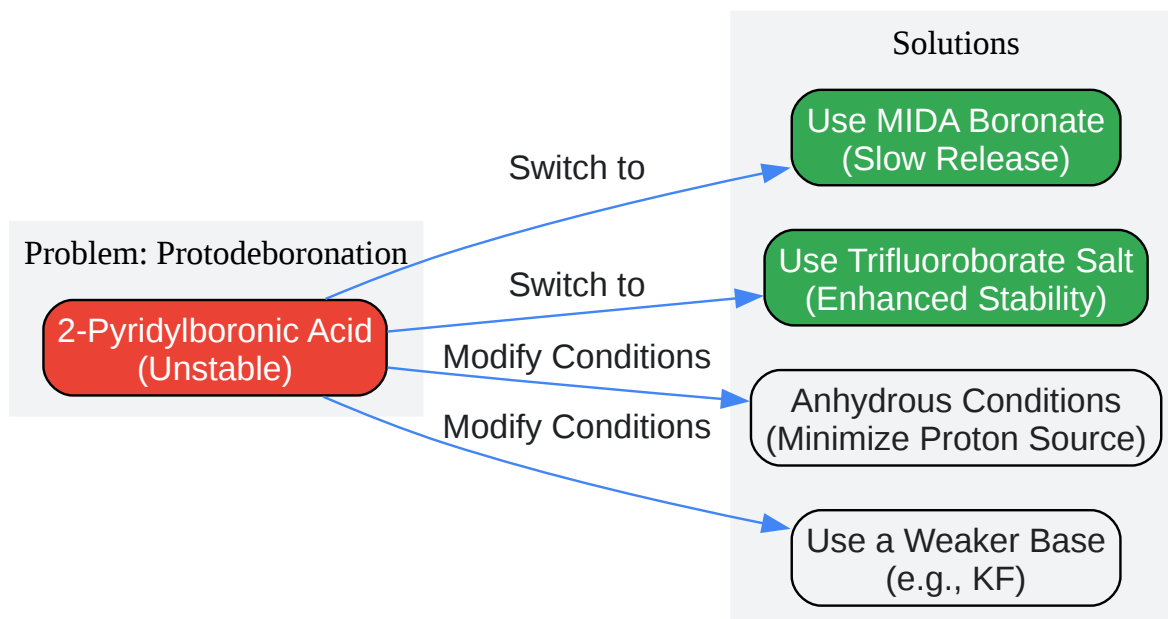 Solutions
Use MIDA Boronate
(Slow Release)
Switch to
Problem: Protodeboronation
Use Trifluoroborate Salt
(Enhanced Stability)
Switch to
2-Pyridylboronic Acid
(Unstable)
Modify Conditions
Anhydrous Conditions
(Minimize Proton Source)
Modify Conditions
Use a Weaker Base
(e.g., KF)